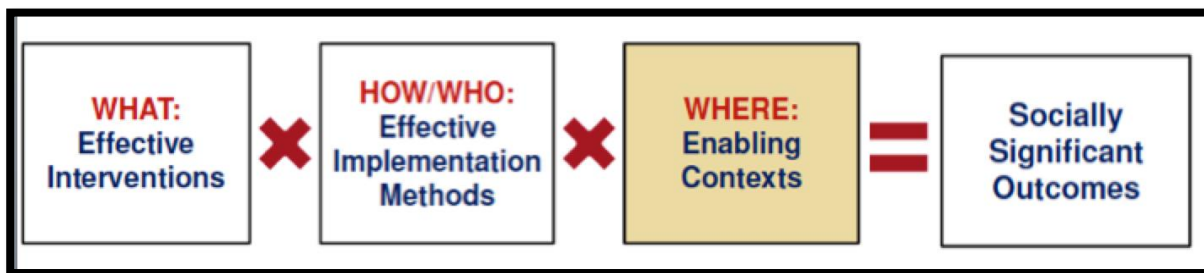 WHAT:
Effective
Interventions
HOW/WHO:
Effective
Implementation
Methods
WHERE:
Enabling
Contexts
Socially
Significant
Outcomes